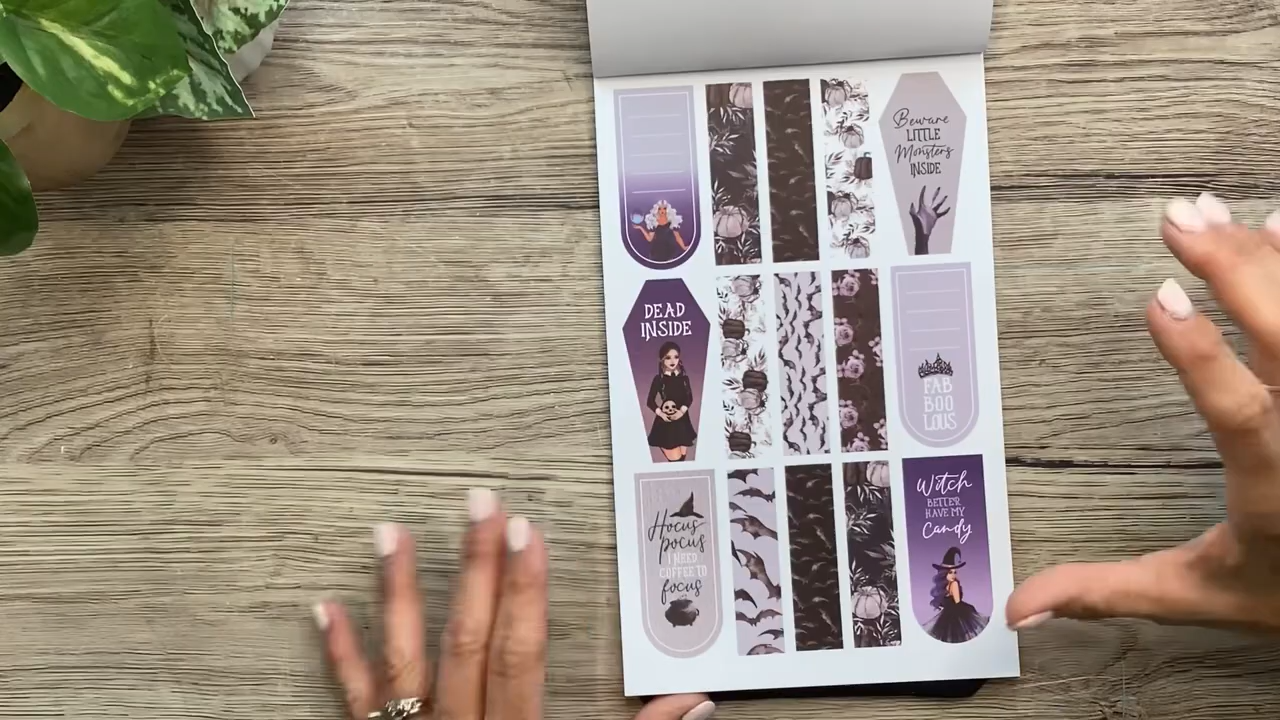 Beware
LITTLE
Monsters
INSIDE
DEAD
INSIDE
FAB
BOO
LOUS
Hocus
pocus
I NEED
COFFEE TO
focus
Witch
BETTER
HAVE MY
Candy